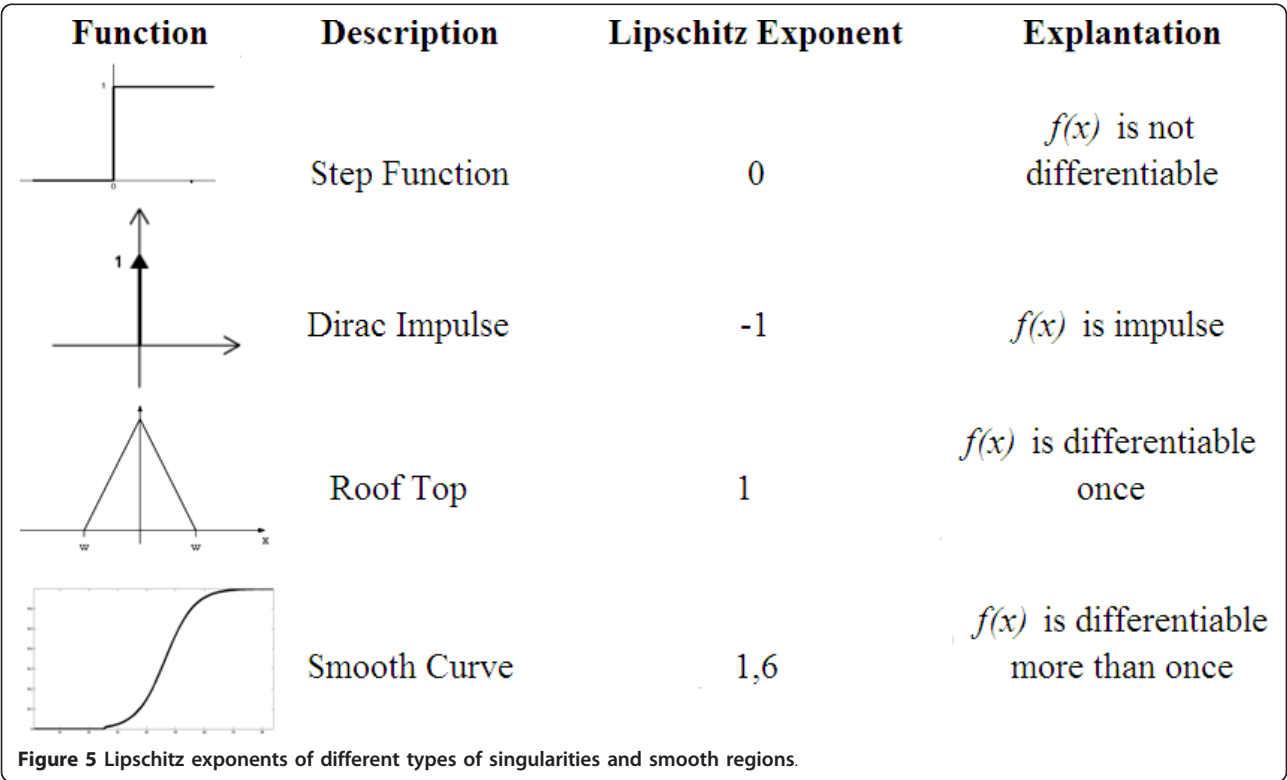 Function Description Lipschitz Exponent Explantation
1
0
f(x) is not
Step Function 0 differentiable
1
Dirac Impulse -1 f(x) is impulse
f(x) is differentiable
Roof Top 1 once
w w x
f(x) is differentiable
Smooth Curve 1,6 more than once
Figure 5 Lipschitz exponents of different types of singularities and smooth regions.